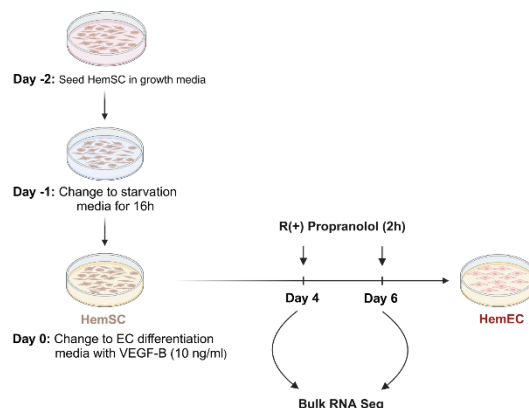 Day -2: Seed HemSC in growth media
Day -1: Change to starvation
media for 16h
R(+) Propranolol (2h)
HemSC
Day 4
Day 6
HemEC
Day 0: Change to EC differentiation
media with VEGF-B (10 ng/ml)
Bulk RNA Seq